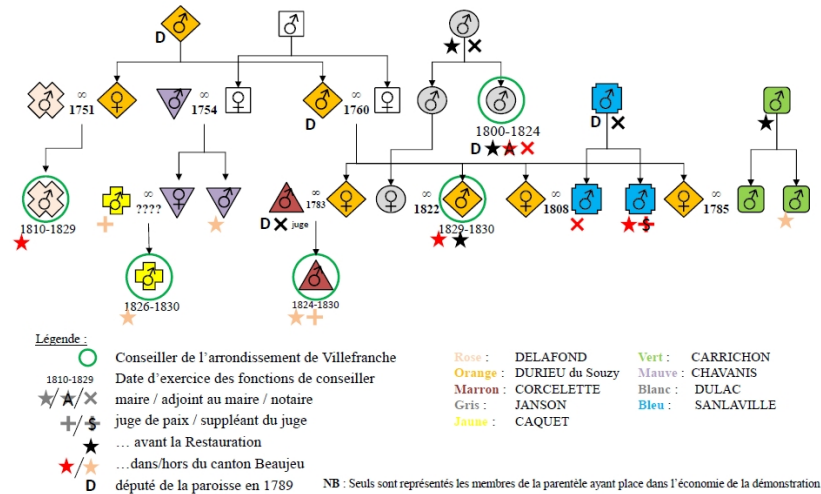 D
∞
1751
∞
1754
D
∞
1760
1800-1824
D A
D
1810-1829
∞
????
∞
1783
D juge
∞
1822
1829-1830
∞
1808
$
∞
1785
1826-1830
1824-1830
Légende :
Conseiller de l'arrondissement de Villefranche
1810-1829 Date d'exercice des fonctions de conseiller
/A/ maire / adjoint au maire / notaire
/$ juge de paix / suppléant du juge
… avant la Restauration
/ …dans/hors du canton Beaujeu
D député de la paroisse en 1789
Rose : DELAFOND
Orange : DURIEU du Souzy
Marron : CORCELETTE
Gris : JANSON
Jaune : CAQUET
Vert : CARRICHON
Mauve : CHAVANIS
Blanc : DULAC
Bleu : SANLAVILLE
NB : Seuls sont représentés les membres de la parentèle ayant place dans l'économie de la démonstration